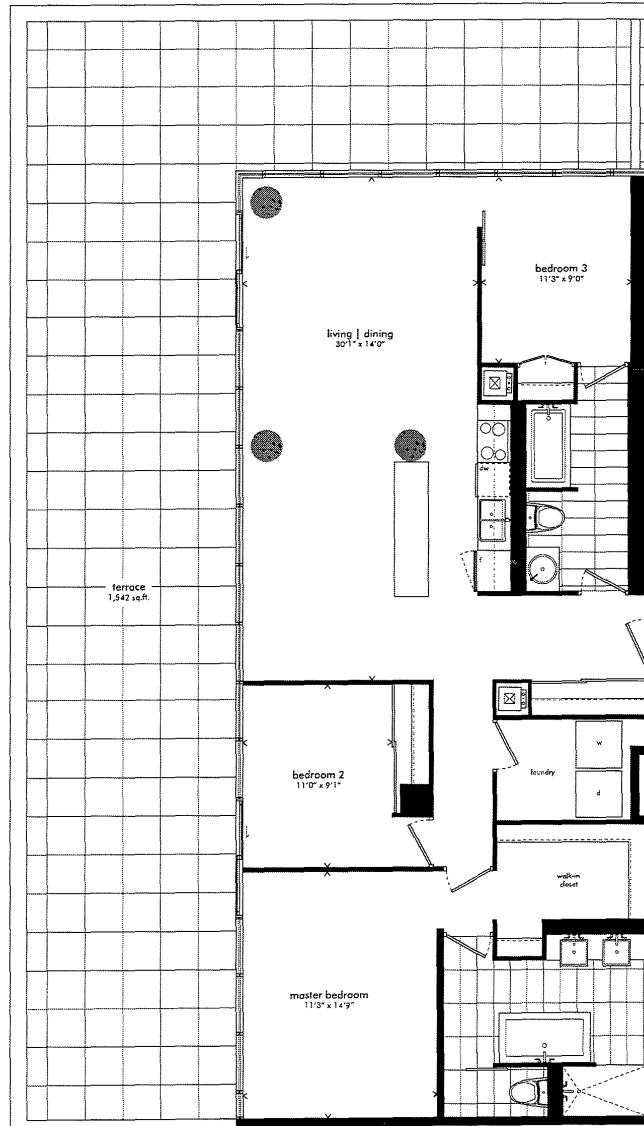 bedroom 3
11'3" x 9'0"
living | dining
30'1" x 14'0"
dw
f
terrace
1,542 sq.ft.
bedroom 2
11'0" x 9'1"
laundry
w
d
walk-in
closet
master bedroom
11'3" x 14'9"